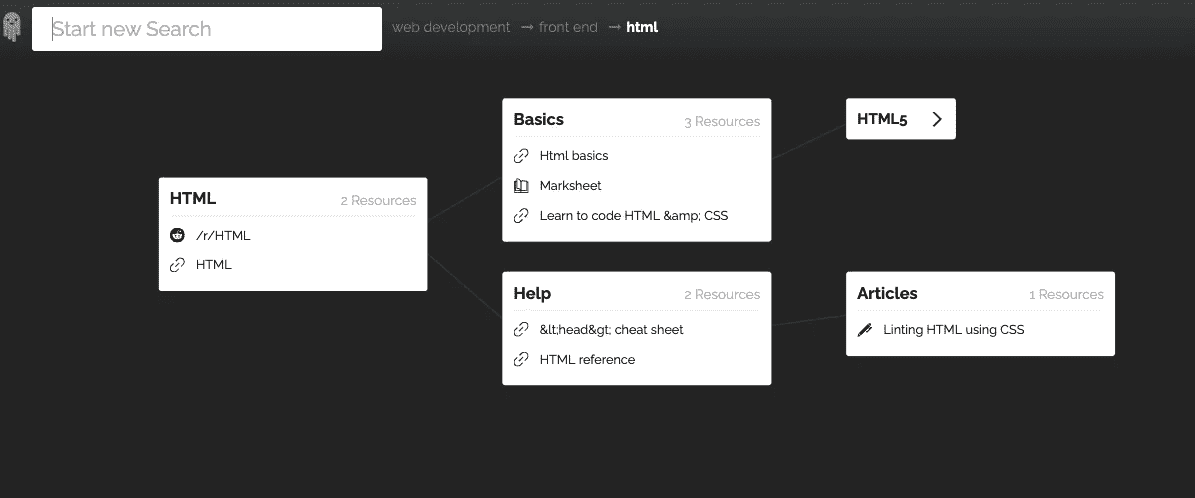 Start new Search
web development → front end → html
HTML 2 Resources
/r/HTML
HTML
Basics 3 Resources
Html basics
Marksheet
Learn to code HTML &amp; CSS
HTML5
Help 2 Resources
&lt;head&gt; cheat sheet
HTML reference
Articles 1 Resources
Linting HTML using CSS